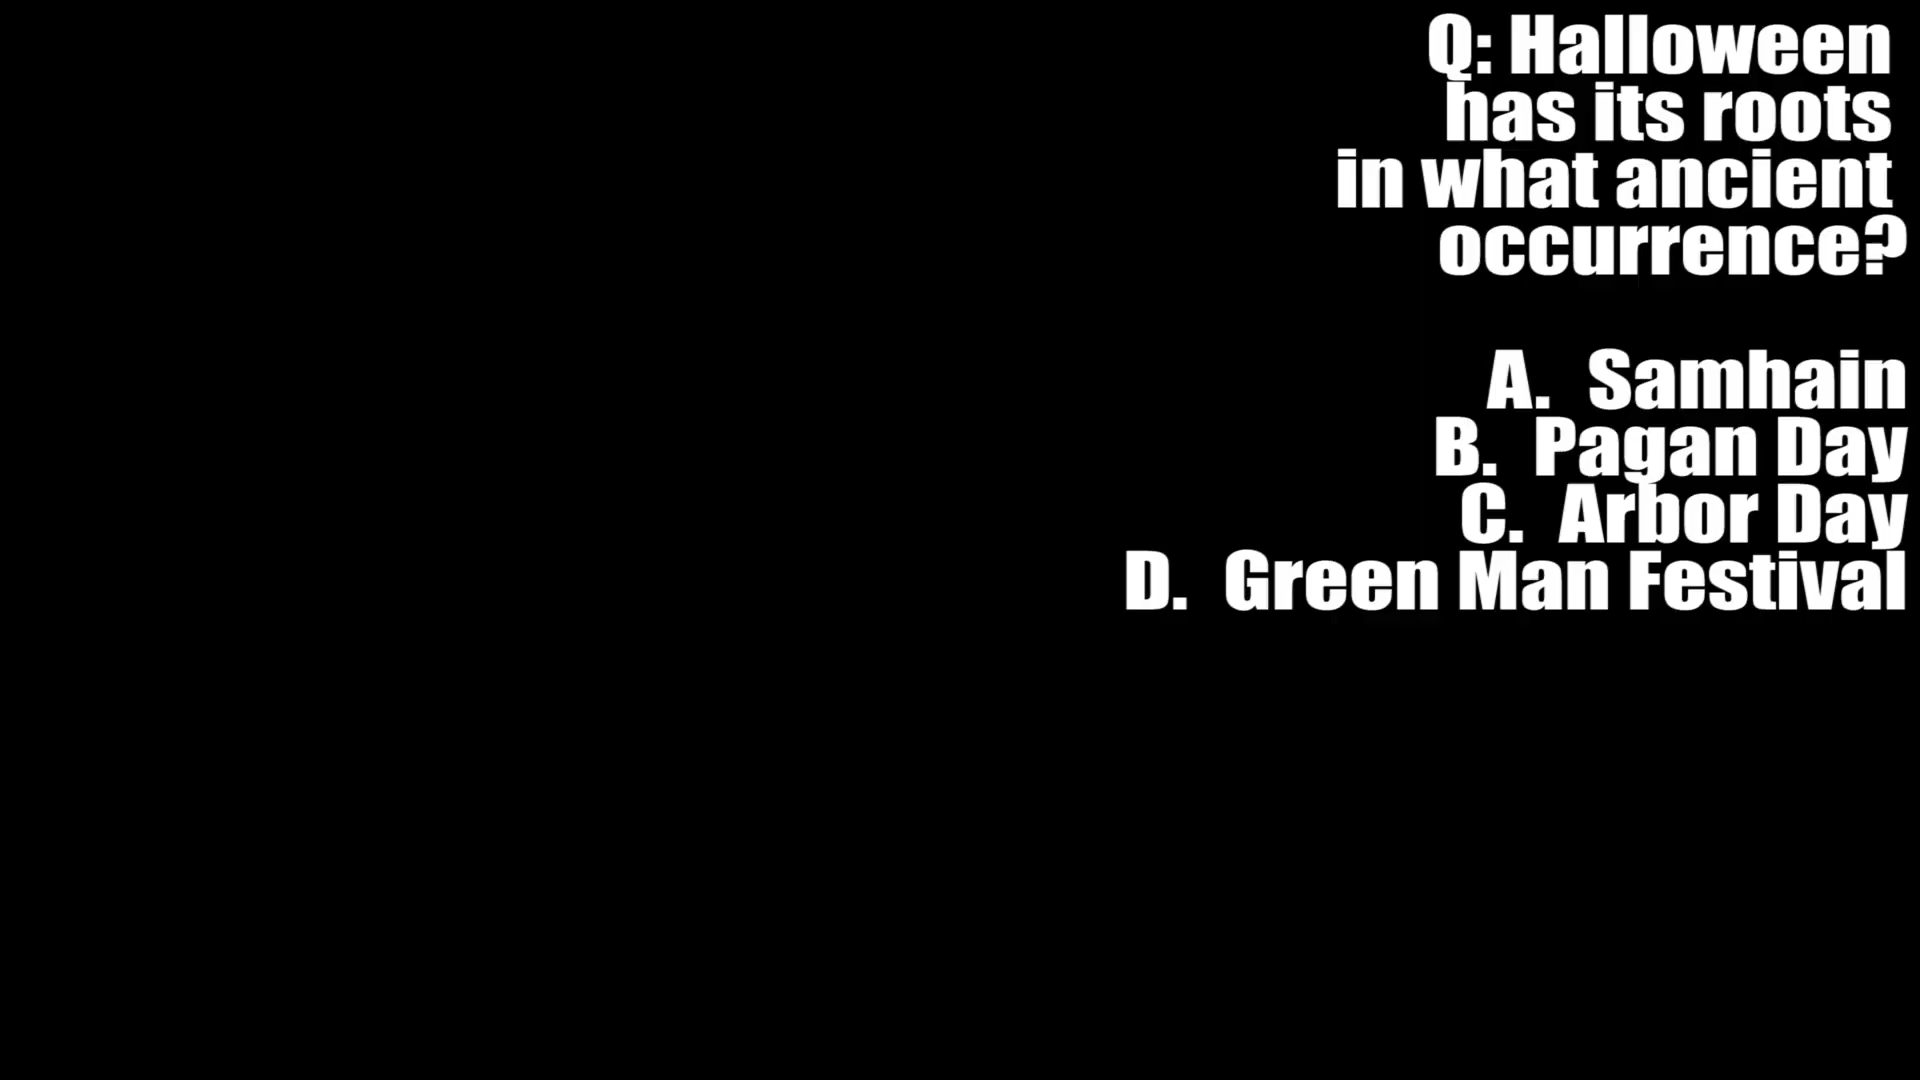 Q: Halloween
has its roots
in what ancient
occurrence?
A. Samhain
B. Pagan Day
C. Arbor Day
D. Green Man Festival